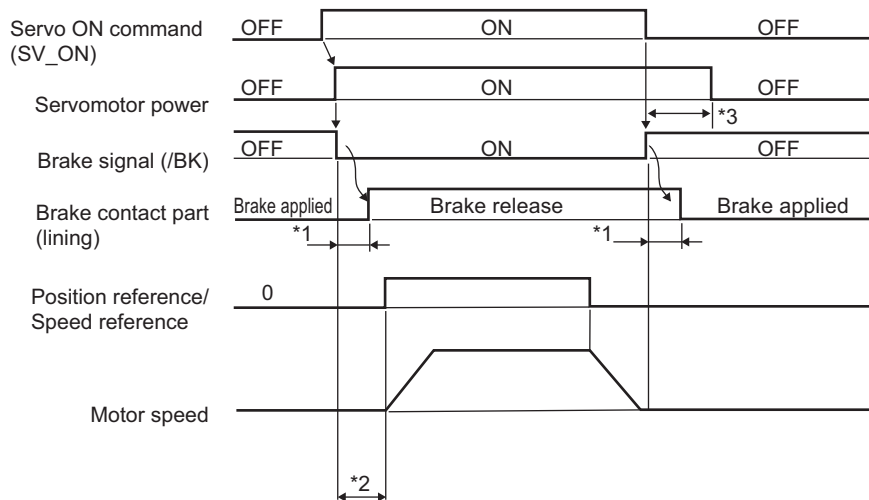 Servo ON command
(SV_ON)
OFF
ON
OFF
Servomotor power
OFF
ON
OFF
*3
Brake signal (/BK)
OFF
ON
OFF
Brake contact part
(lining)
Brake applied
Brake release
Brake applied
*1
*1
Position reference/
Speed reference
0
Motor speed
*2